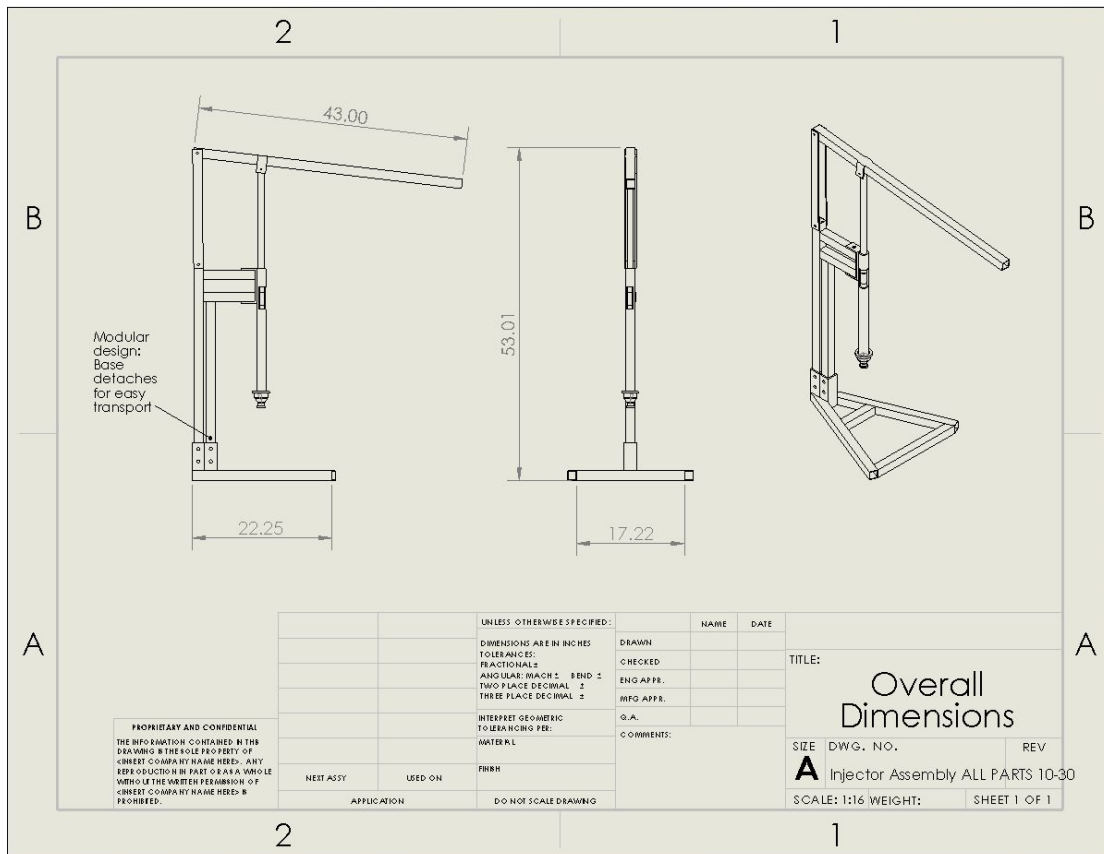 2
1
43.00
B
B
53.01
Modular
design:
Base
detaches
for easy
transport
22.25
17.22
A
A
UNLESS OTHERWISE SPECIFIED:
DIMENSIONS ARE IN INCHES
TOLERANCES:
FRACTIONAL ±
ANGULAR: MACH ± BEND ±
TWO PLACE DECIMAL ±
THREE PLACE DECIMAL ±
INTERPRET GEOMETRIC
TOLERANCING PER:
MATERIAL
FINISH
DO NOT SCALE DRAWING
NAME DATE
DRAWN
CHECKED
ENG APPR.
MFG APPR.
Q.A.
COMMENTS:
TITLE:
Overall
Dimensions
SIZE DWG. NO. REV
A Injector Assembly ALL PARTS 10-30
SCALE: 1:16 WEIGHT: SHEET 1 OF 1
PROPRIETARY AND CONFIDENTIAL
THE INFORMATION CONTAINED IN THIS
DRAWING IS THE SOLE PROPERTY OF
<INSERT COMPANY NAME HERE>. ANY
REPRODUCTION IN PART OR AS A WHOLE
WITHOUT THE WRITTEN PERMISSION OF
<INSERT COMPANY NAME HERE> IS
PROHIBITED.
NEXT ASSY USED ON
APPLICATION
2
1